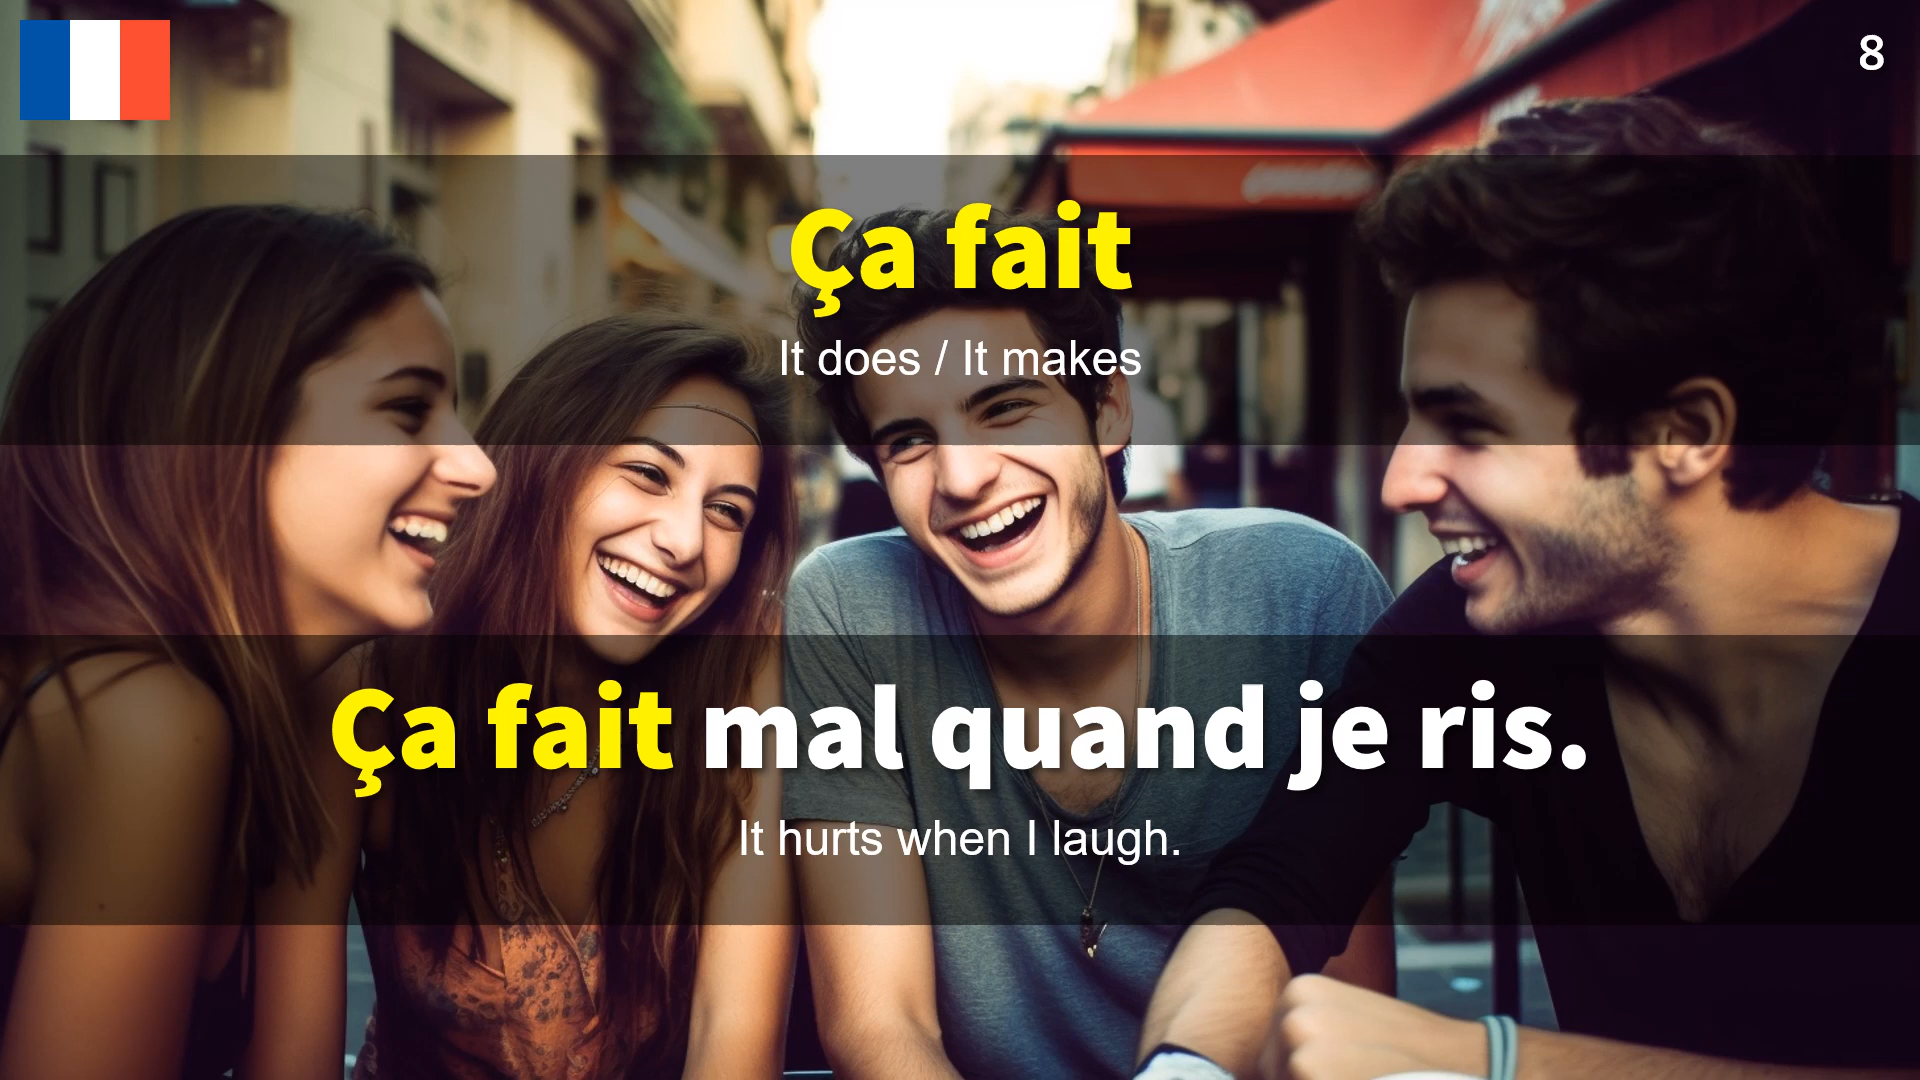 8
Ça fait
It does / It makes
Ça fait mal quand je ris.
It hurts when I laugh.